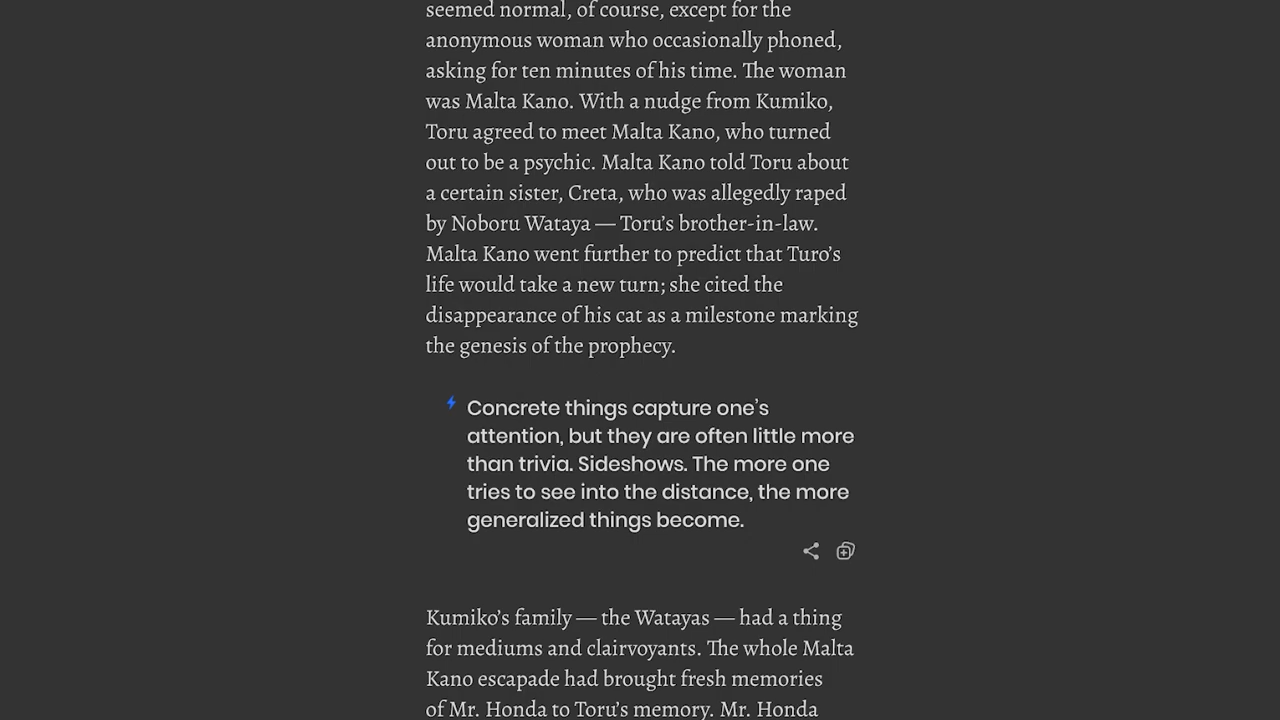 seemed normal, of course, except for the
anonymous woman who occasionally phoned,
asking for ten minutes of his time. The woman
was Malta Kano. With a nudge from Kumiko,
Toru agreed to meet Malta Kano, who turned
out to be a psychic. Malta Kano told Toru about
a certain sister, Creta, who was allegedly raped
by Noboru Wataya — Toru’s brother-in-law.
Malta Kano went further to predict that Turo’s
life would take a new turn; she cited the
disappearance of his cat as a milestone marking
the genesis of the prophecy.
Concrete things capture one’s
attention, but they are often little more
than trivia. Sideshows. The more one
tries to see into the distance, the more
generalized things become.
Kumiko’s family — the Watayas — had a thing
for mediums and clairvoyants. The whole Malta
Kano escapade had brought fresh memories
of Mr. Honda to Toru’s memory. Mr. Honda